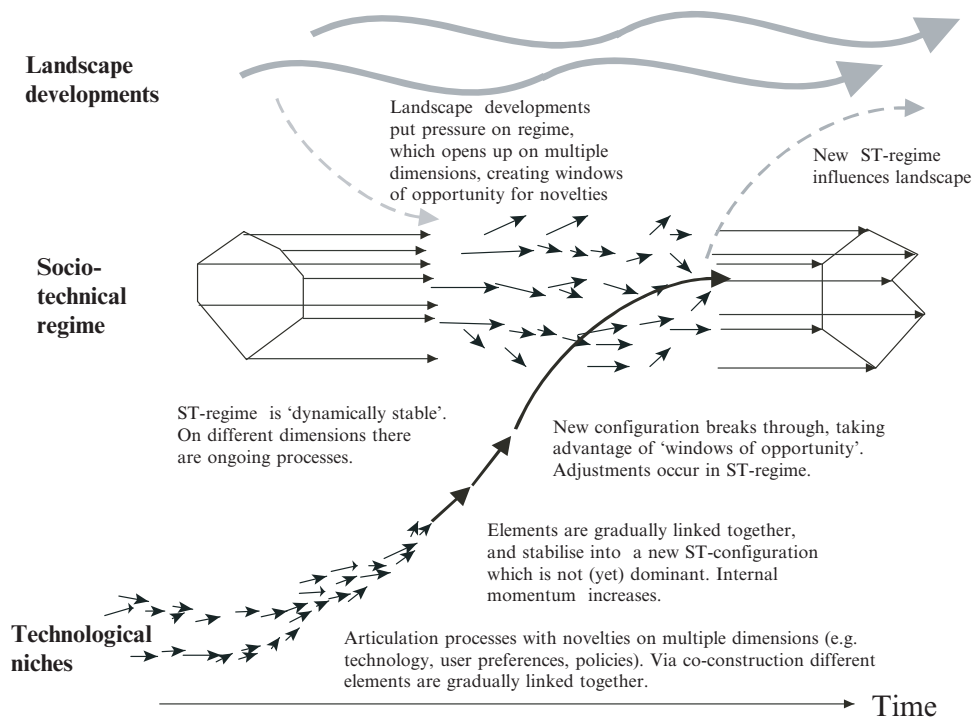 Landscape
developments
Landscape developments
put pressure on regime,
which opens up on multiple
dimensions, creating windows
of opportunity for novelties
New ST-regime
influences landscape
Socio-
technical
regime
ST-regime is ‘dynamically stable’.
On different dimensions there
are ongoing processes.
New configuration breaks through, taking
advantage of ‘windows of opportunity’.
Adjustments occur in ST-regime.
Elements are gradually linked together,
and stabilise into a new ST-configuration
which is not (yet) dominant. Internal
momentum increases.
Technological
niches
Articulation processes with novelties on multiple dimensions (e.g.
technology, user preferences, policies). Via co-construction different
elements are gradually linked together.
Time